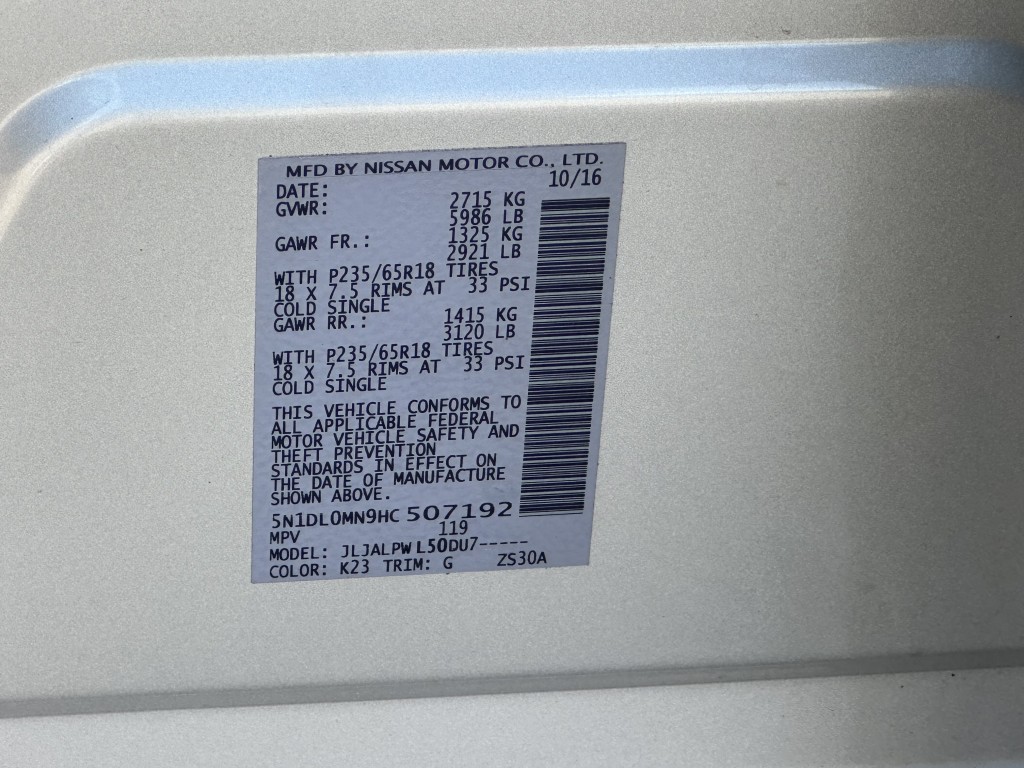 MFD BY NISSAN MOTOR CO., LTD.
DATE: 10/16
GVWR: 2715 KG
5986 LB
GAWR FR.: 1325 KG
2921 LB
WITH P235/65R18 TIRES
18 X 7.5 RIMS AT 33 PSI
COLD SINGLE
GAWR RR.: 1415 KG
3120 LB
WITH P235/65R18 TIRES
18 X 7.5 RIMS AT 33 PSI
COLD SINGLE
THIS VEHICLE CONFORMS TO
ALL APPLICABLE FEDERAL
MOTOR VEHICLE SAFETY AND
THEFT PREVENTION
STANDARDS IN EFFECT ON
THE DATE OF MANUFACTURE
SHOWN ABOVE.
5N1DL0MN9HC 507192
MPV 119
MODEL: JLJALPW L50DU7-----
COLOR: K23 TRIM: G ZS30A